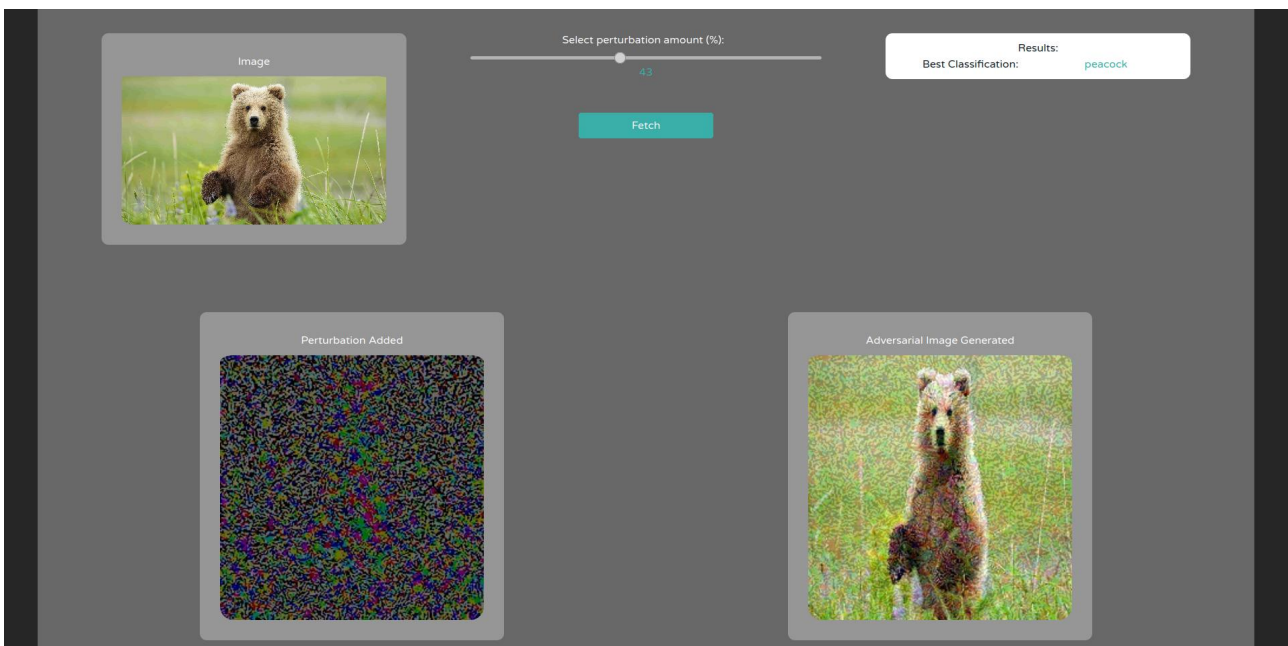 Image
Select perturbation amount (%):
43
Fetch
Results:
Best Classification: peacock
Perturbation Added
Adversarial Image Generated